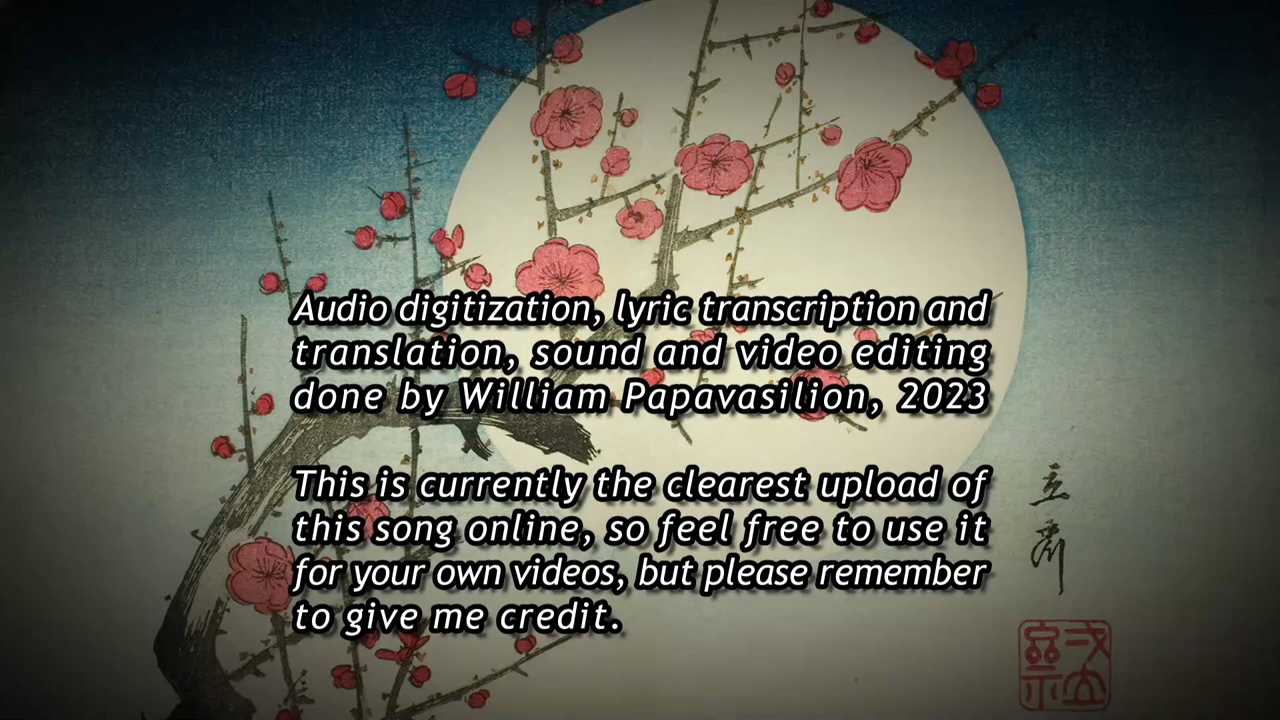 Audio digitization, lyric transcription and
translation, sound and video editing
done by William Papavasilion, 2023
This is currently the clearest upload of
this song online, so feel free to use it
for your own videos, but please remember
to give me credit.
立斎